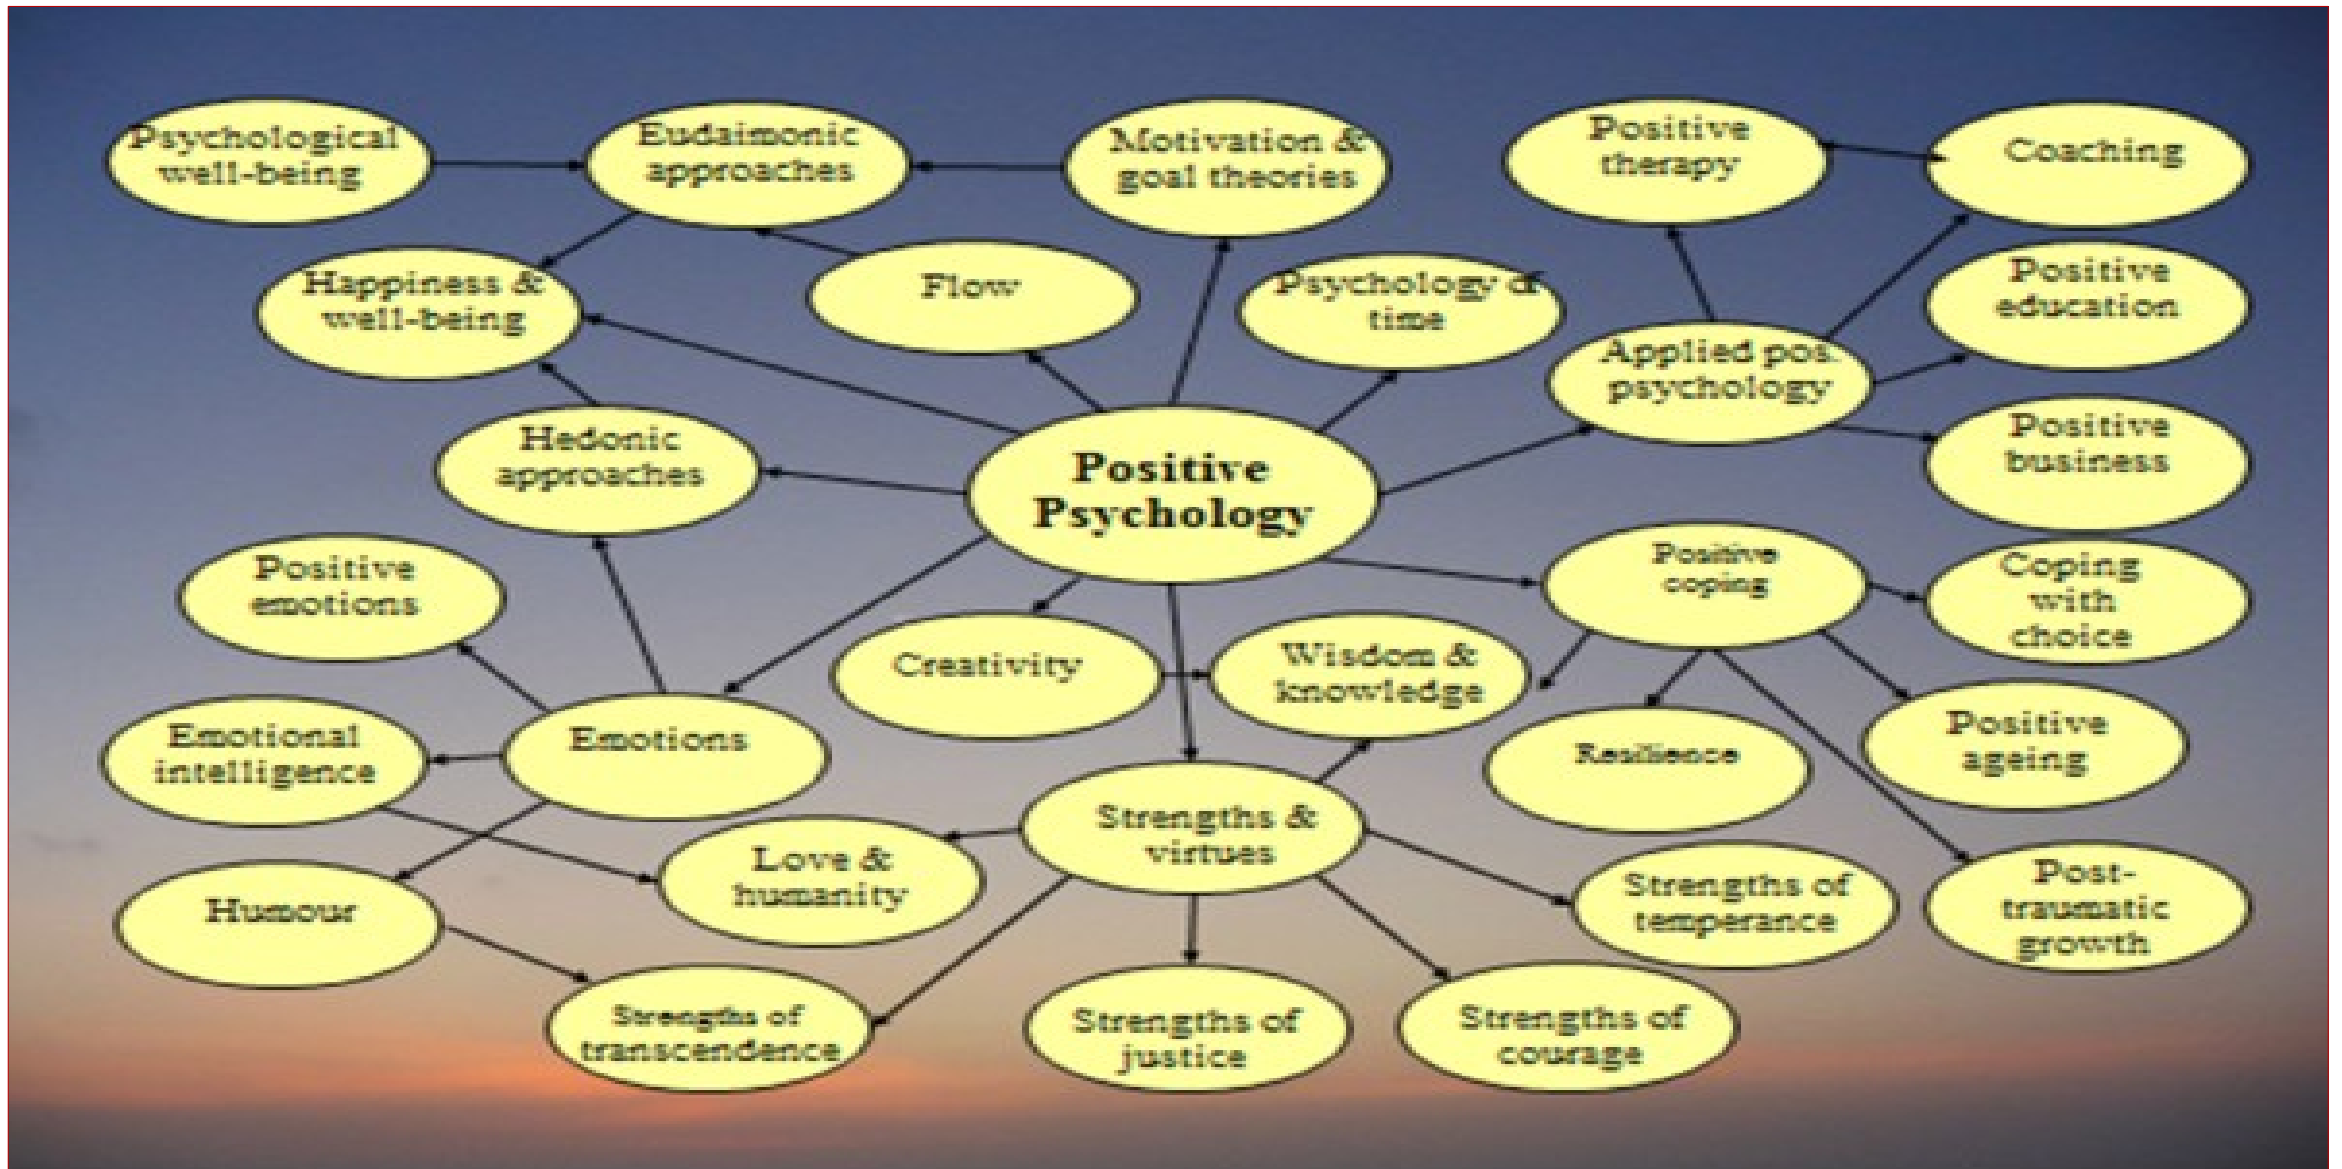 Psychological
well-being
Eudaimonic
approaches
Motivation &
goal theories
Positive
therapy
Coaching
Happiness &
well-being
Flow
Psychology of
time
Positive
education
Applied pos.
psychology
Hedonic
approaches
Positive
Psychology
Positive
business
Positive
emotions
Positive
coping
Coping
with
choice
Creativity
Wisdom &
knowledge
Emotional
intelligence
Emotions
Resilience
Positive
ageing
Strengths &
virtues
Love &
humanity
Humour
Strengths of
temperance
Post-
traumatic
growth
Strengths of
transcendence
Strengths of
justice
Strengths of
courage